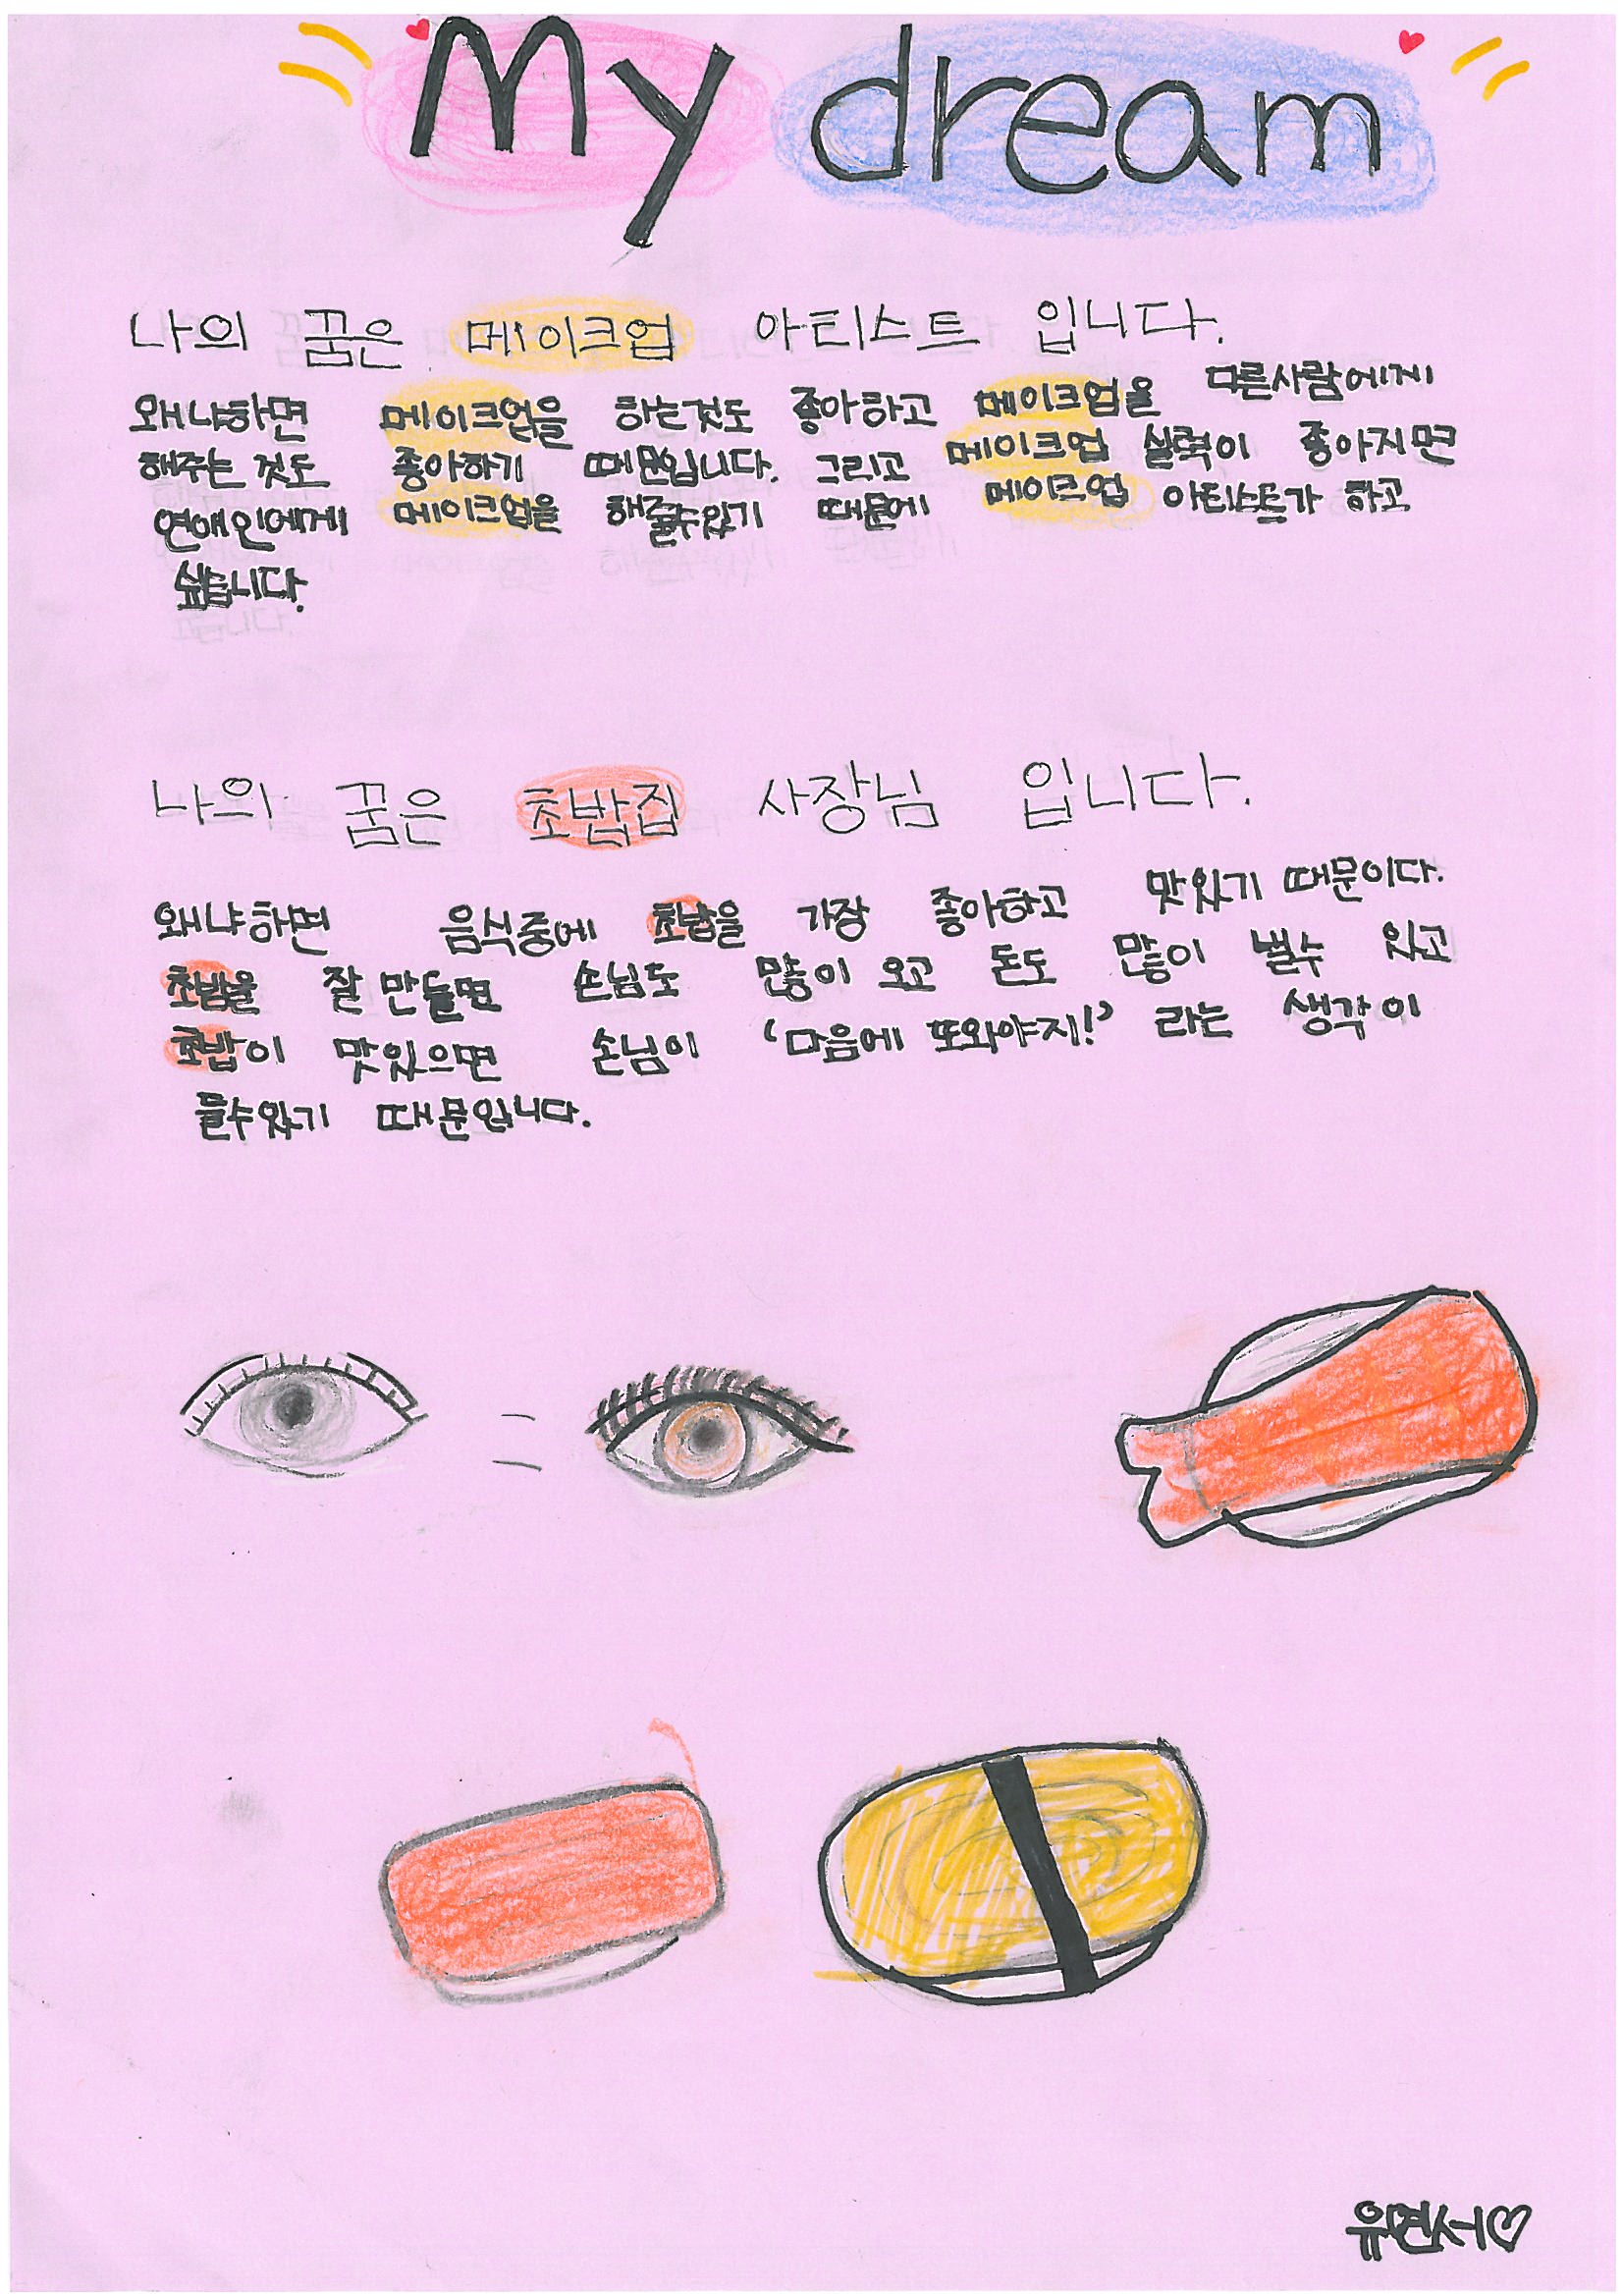 My dream
나의 꿈은 메이크업 아티스트 입니다.
왜냐하면 메이크업을 하는것도 좋아하고 메이크업을 다른사람에게
해주는 것도 좋아하기 때문입니다. 그리고 메이크업 실력이 좋아지면
연애인에게 메이크업을 해줄수있기 때문에 메이크업 아티스트가 하고
싶습니다.
나의 꿈은 초밥집 사장님 입니다.
왜냐하면 음식중에 초밥을 가장 좋아하고 맛있기 때문이다.
초밥을 잘 만들면 손님도 많이 오고 돈도 많이 벌수 있고
초밥이 맛있으면 손님이 '다음에 또와야지!' 라는 생각이
들수있기 때문입니다.
유현서♡